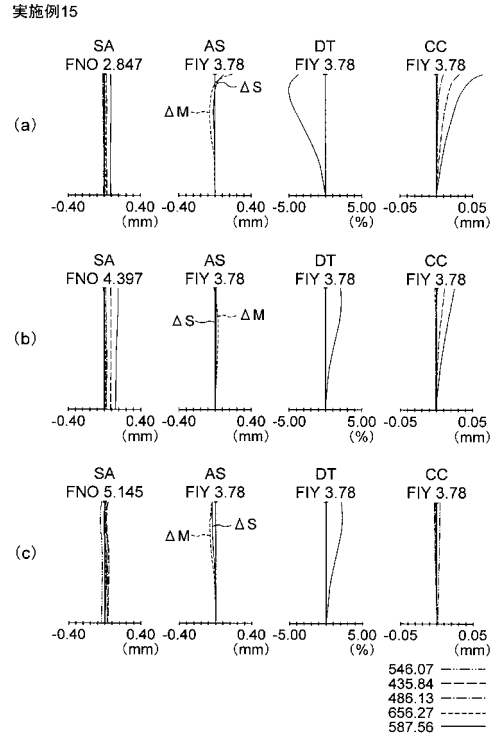 実施例15
SA AS DT CC
FNO 2.847 FIY 3.78 FIY 3.78 FIY 3.78
ΔS
ΔM
(a)
-0.40 0.40 -0.40 0.40 -5.00 5.00 -0.05 0.05
(mm) (mm) (%) (mm)
SA AS DT CC
FNO 4.397 FIY 3.78 FIY 3.78 FIY 3.78
ΔS ΔM
(b)
-0.40 0.40 -0.40 0.40 -5.00 5.00 -0.05 0.05
(mm) (mm) (%) (mm)
SA AS DT CC
FNO 5.145 FIY 3.78 FIY 3.78 FIY 3.78
ΔS
ΔM
(c)
-0.40 0.40 -0.40 0.40 -5.00 5.00 -0.05 0.05
(mm) (mm) (%) (mm)
546.07
435.84
486.13
656.27
587.56